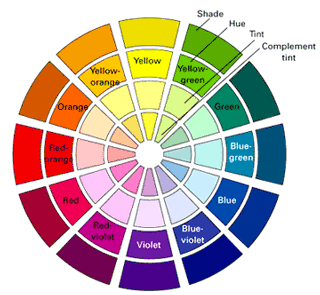 Shade
Hue
Tint
Complement
tint
Yellow
Yellow-
orange
Yellow-
green
Orange
Green
Red-
orange
Blue-
green
Red
Blue
Red-
violet
Blue-
violet
Violet